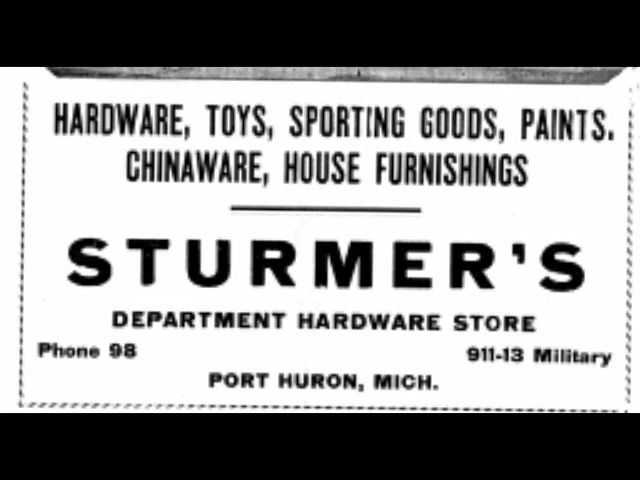 HARDWARE, TOYS, SPORTING GOODS, PAINTS.
CHINAWARE, HOUSE FURNISHINGS
STURMER'S
DEPARTMENT HARDWARE STORE
Phone 98
911-13 Military
PORT HURON, MICH.